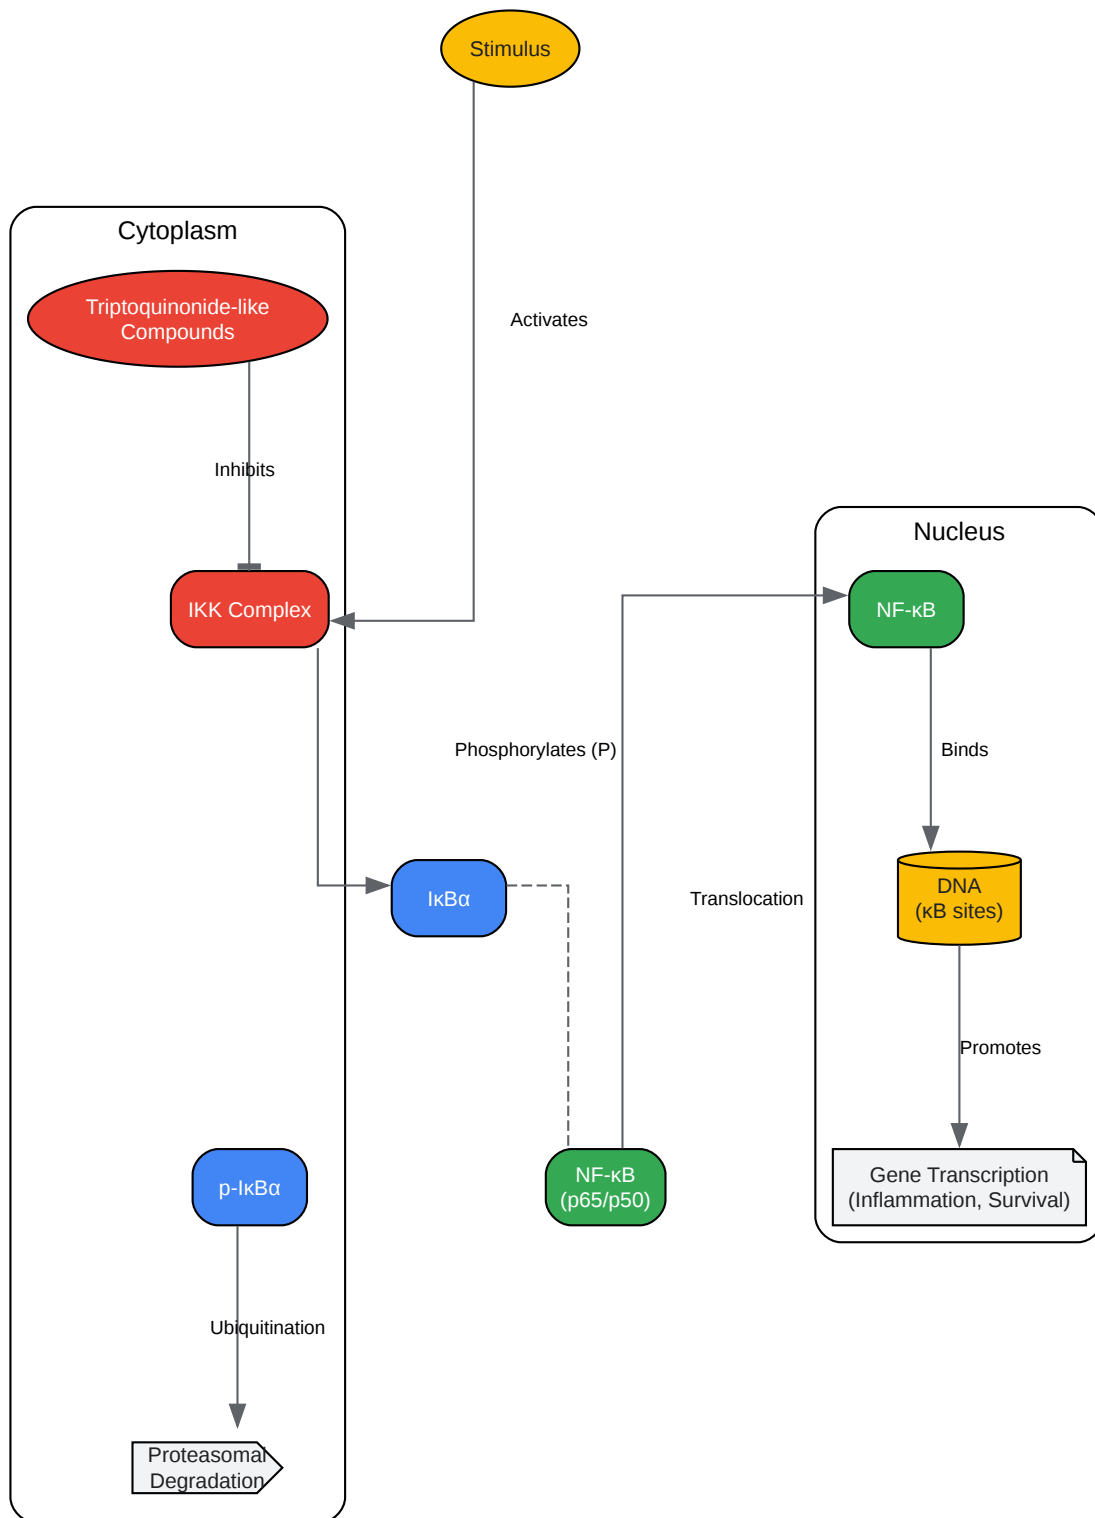 Stimulus
Cytoplasm
Triptoquinonide-like
Compounds
Activates
Inhibits
Nucleus
IKK Complex
NF-κB
Phosphorylates (P)
Binds
IκBα
Translocation
DNA
(κB sites)
Promotes
p-IκBα
NF-κB
(p65/p50)
Gene Transcription
(Inflammation, Survival)
Ubiquitination
Proteasomal
Degradation